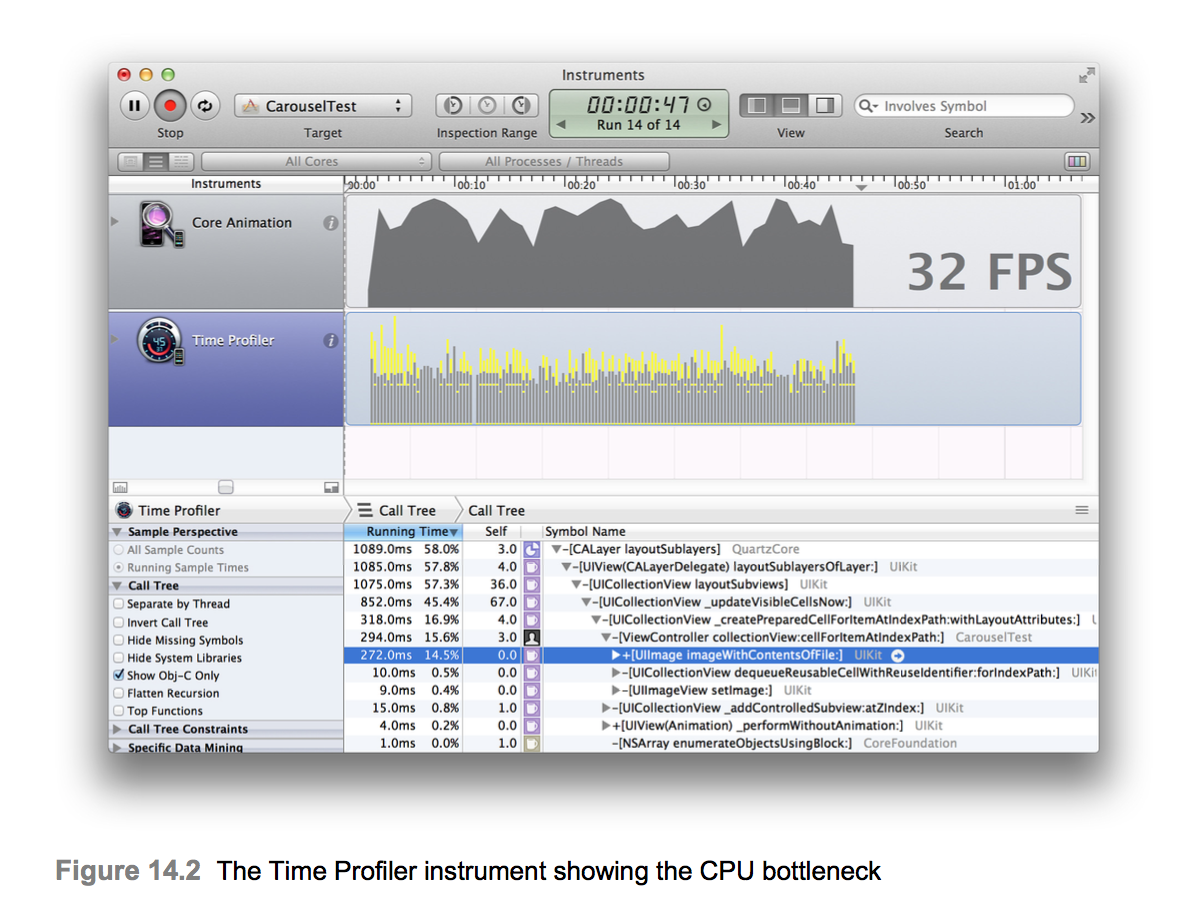 Instruments
CarouselTest
00:00:47
Run 14 of 14
Involves Symbol
Stop
Target
Inspection Range
View
Search
All Cores
All Processes / Threads
Instruments
00:00 00:10 00:20 00:30 00:40 00:50 01:00
Core Animation
32 FPS
45
Time Profiler
Time Profiler
Call Tree
Call Tree
Sample Perspective
All Sample Counts
Running Sample Times
Call Tree
Separate by Thread
Invert Call Tree
Hide Missing Symbols
Hide System Libraries
Show Obj-C Only
Flatten Recursion
Top Functions
Call Tree Constraints
Specific Data Mining
Running Time Self Symbol Name
1089.0ms 58.0% 3.0 -[CALayer layoutSublayers] QuartzCore
1085.0ms 57.8% 4.0 -[UIView(CALayerDelegate) layoutSublayersOfLayer:] UIKit
1075.0ms 57.3% 36.0 -[UICollectionView layoutSubviews] UIKit
852.0ms 45.4% 67.0 -[UICollectionView _updateVisibleCellsNow:] UIKit
318.0ms 16.9% 4.0 -[UICollectionView _createPreparedCellForItemAtIndexPath:withLayoutAttributes:]
294.0ms 15.6% 3.0 -[ViewController collectionView:cellForItemAtIndexPath:] CarouselTest
272.0ms 14.5% 0.0 +[UIImage imageWithContentsOfFile:] UIKit
10.0ms 0.5% 0.0 -[UICollectionView dequeueReusableCellWithReuseIdentifier:forIndexPath:] UIKit
9.0ms 0.4% 0.0 -[UIImageView setImage:] UIKit
15.0ms 0.8% 1.0 -[UICollectionView _addControlledSubview:atZIndex:] UIKit
4.0ms 0.2% 0.0 +[UIView(Animation) _performWithoutAnimation:] UIKit
1.0ms 0.0% 1.0 -[NSArray enumerateObjectsUsingBlock:] CoreFoundation
Figure 14.2 The Time Profiler instrument showing the CPU bottleneck